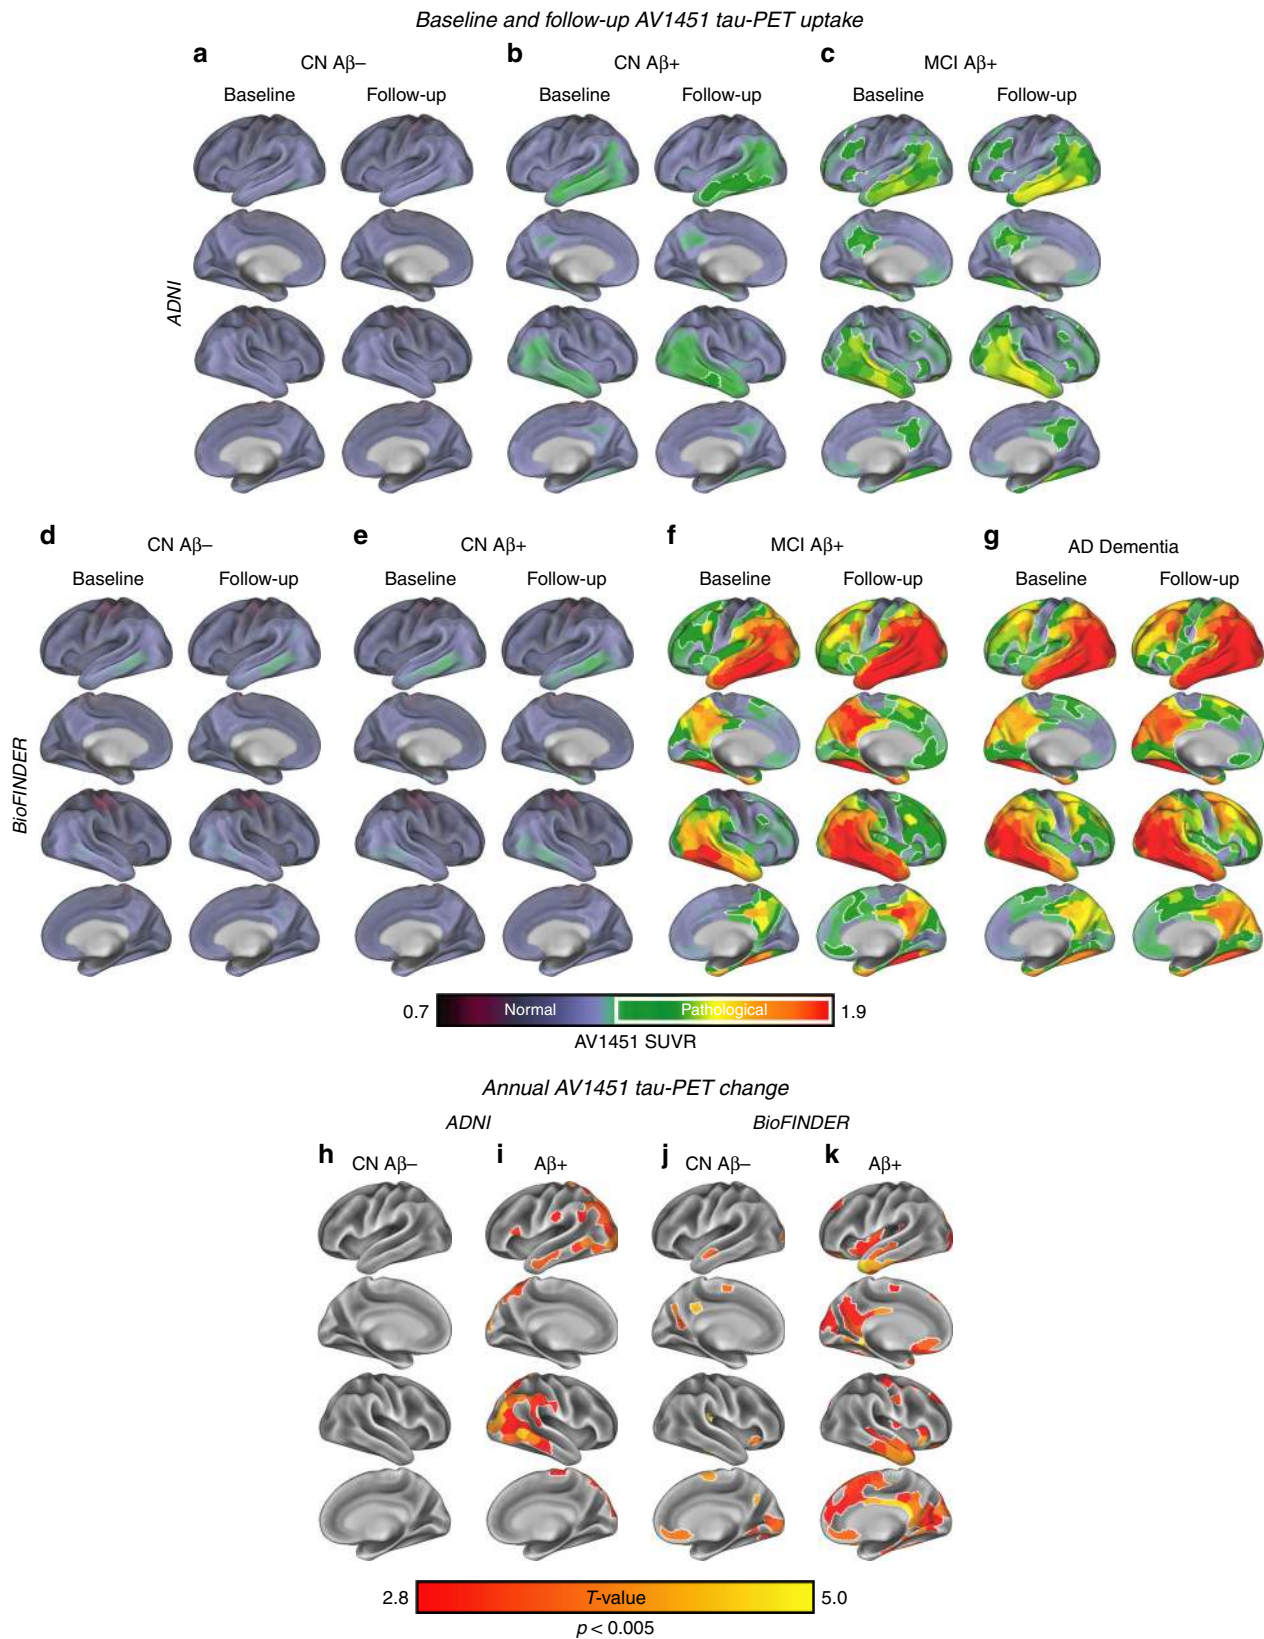 Baseline and follow-up AV1451 tau-PET uptake
a b c
CN Aβ− CN Aβ+ MCI Aβ+
Baseline Follow-up Baseline Follow-up Baseline Follow-up
ADNI
d e f g
CN Aβ− CN Aβ+ MCI Aβ+ AD Dementia
Baseline Follow-up Baseline Follow-up Baseline Follow-up Baseline Follow-up
BioFINDER
0.7 Normal Pathological 1.9
AV1451 SUVR
Annual AV1451 tau-PET change
ADNI BioFINDER
h i j k
CN Aβ− Aβ+ CN Aβ− Aβ+
2.8 T-value 5.0
p < 0.005